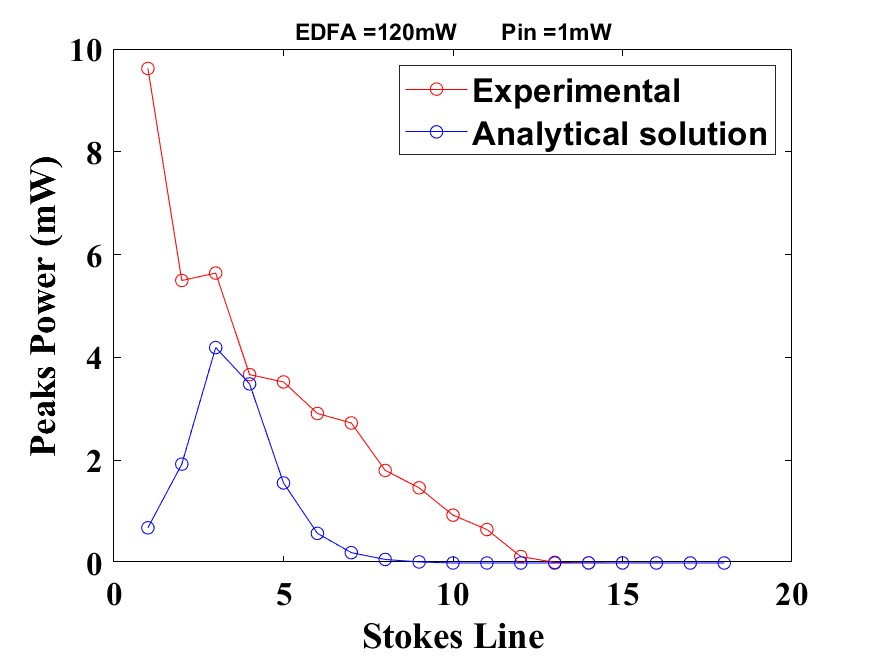 EDFA =120mW Pin =1mW
10
8
6
4
2
0
Peaks Power (mW)
Experimental
Analytical solution
0 5 10 15 20
Stokes Line